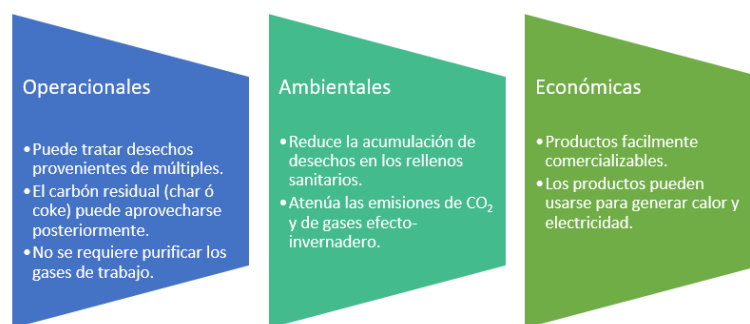 Operacionales
•Puede tratar desechos
provenientes de múltiples.
•El carbón residual (char ó
coke) puede aprovecharse
posteriormente.
•No se requiere purificar los
gases de trabajo.
Ambientales
•Reduce la acumulación de
desechos en los rellenos
sanitarios.
•Atenúa las emisiones de CO₂
y de gases efecto-
invernadero.
Económicas
•Productos facilmente
comercializables.
•Los productos pueden
usarse para generar calor y
electricidad.